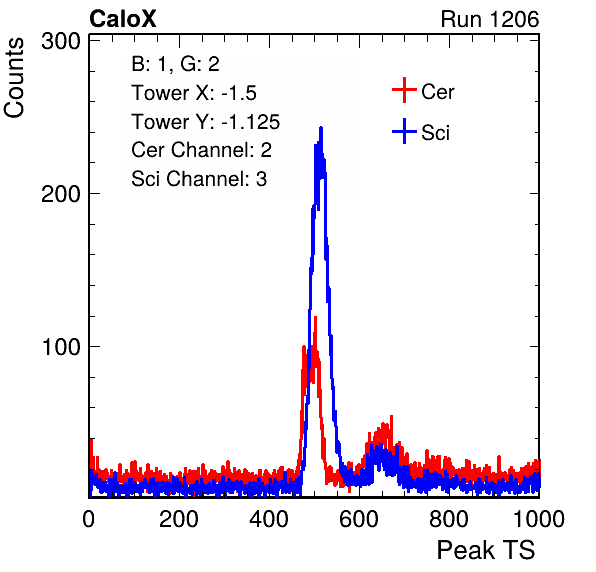 CaloX Run 1206
Counts
300
200
100
B: 1, G: 2
Tower X: -1.5
Tower Y: -1.125
Cer Channel: 2
Sci Channel: 3
Cer
Sci
0 200 400 600 800 1000
Peak TS